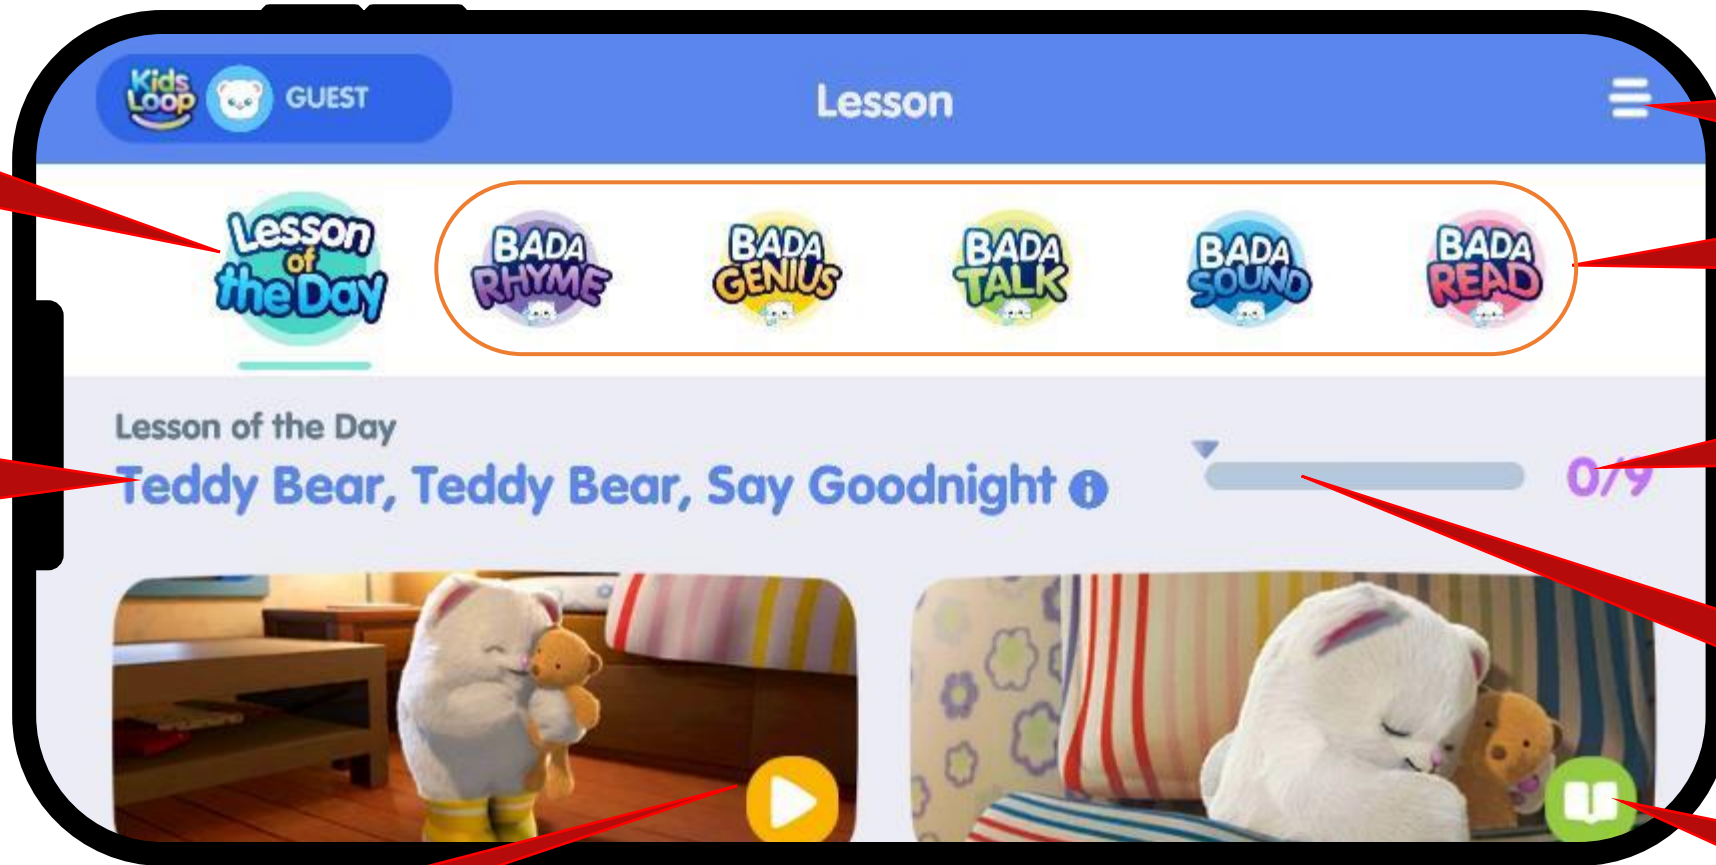 Kids
Loop
GUEST
Lesson
Lesson
of
the Day
BADA
RHYME
BADA
GENIUS
BADA
TALK
BADA
SOUND
BADA
READ
Lesson of the Day
Teddy Bear, Teddy Bear, Say Goodnight
0/9